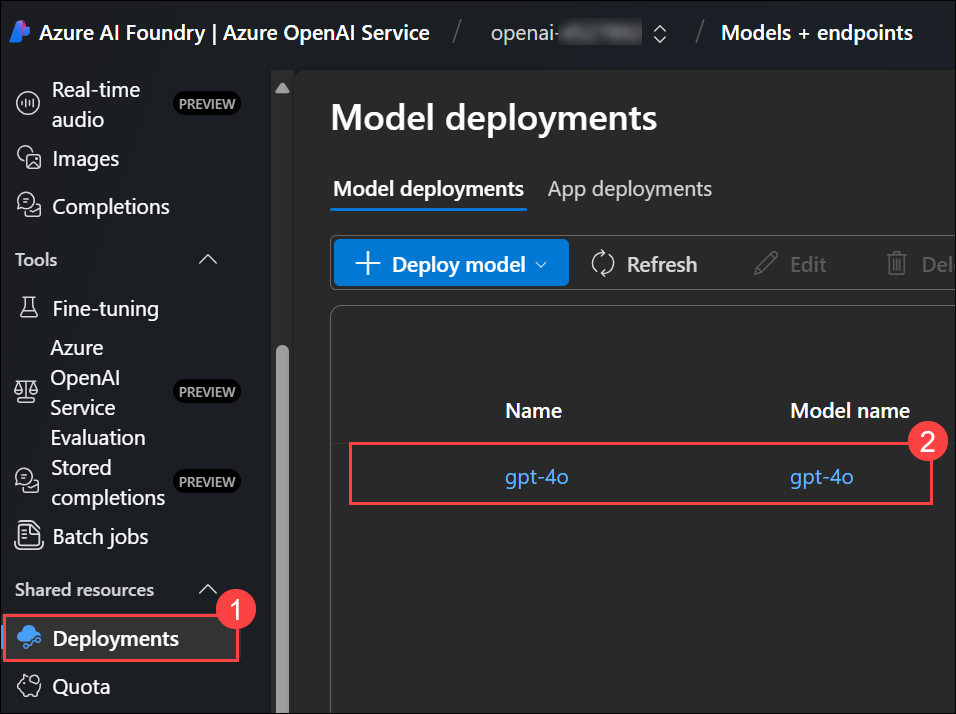 Azure AI Foundry | Azure OpenAI Service / openai- / Models + endpoints
Real-time
audio
PREVIEW
Images
Completions
Tools
Fine-tuning
Azure
OpenAI
Service
Evaluation
PREVIEW
Stored
completions
PREVIEW
Batch jobs
Shared resources
1
Deployments
Quota
Model deployments
Model deployments App deployments
Deploy model Refresh Edit Del
Name Model name
2
gpt-4o gpt-4o